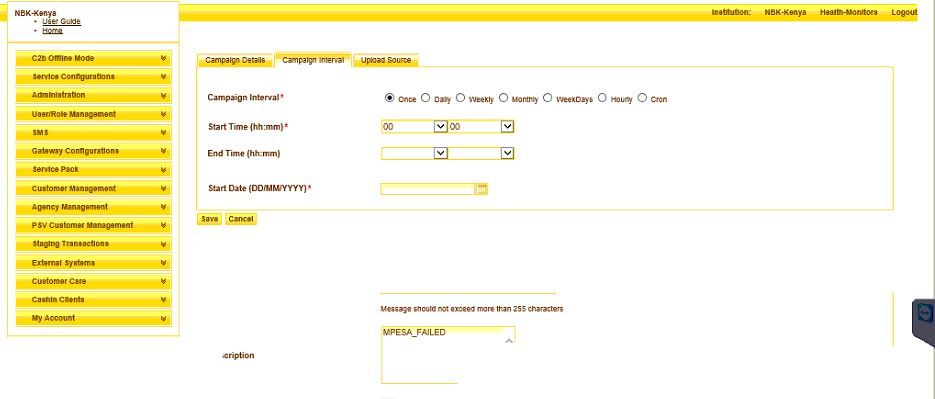 NBK-Kenya
User Guide
Home
Institution: NBK-Kenya Health-Monitors Logout
C2b Offline Mode
Service Configurations
Administration
User/Role Management
SMS
Gateway Configurations
Service Pack
Customer Management
Agency Management
PSV Customer Management
Staging Transactions
External Systems
Customer Care
Cashin Clients
My Account
Campaign Details Campaign Interval Upload Source
Campaign Interval* Once Daily Weekly Monthly WeekDays Hourly Cron
Start Time (hh:mm)* 00 00
End Time (hh:mm)
Start Date (DD/MM/YYYY)*
Save Cancel
Message should not exceed more than 255 characters
MPESA_FAILED
scription